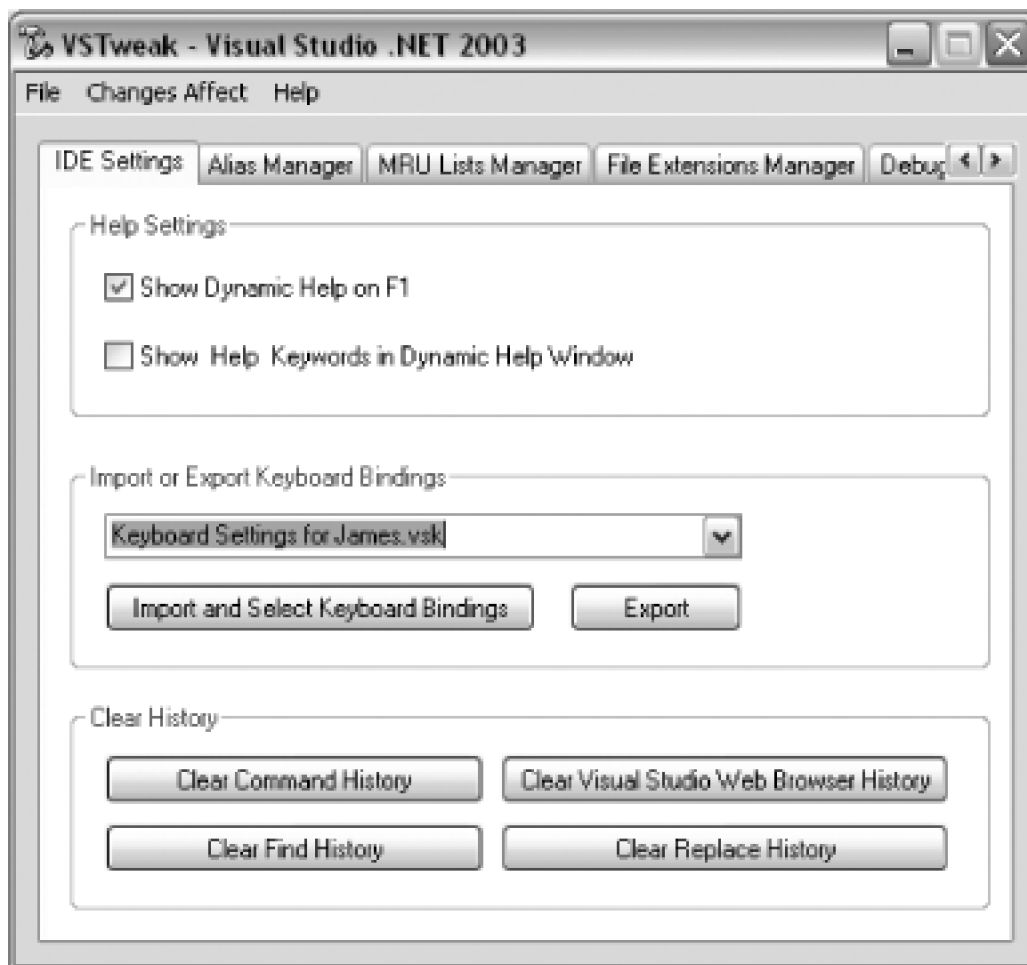 VSTweak - Visual Studio .NET 2003
File Changes Affect Help
IDE Settings Alias Manager MRU Lists Manager File Extensions Manager Debug
Help Settings
Show Dynamic Help on F1
Show Help Keywords in Dynamic Help Window
Import or Export Keyboard Bindings
Keyboard Settings for James.vsk
Import and Select Keyboard Bindings Export
Clear History
Clear Command History Clear Visual Studio Web Browser History
Clear Find History Clear Replace History